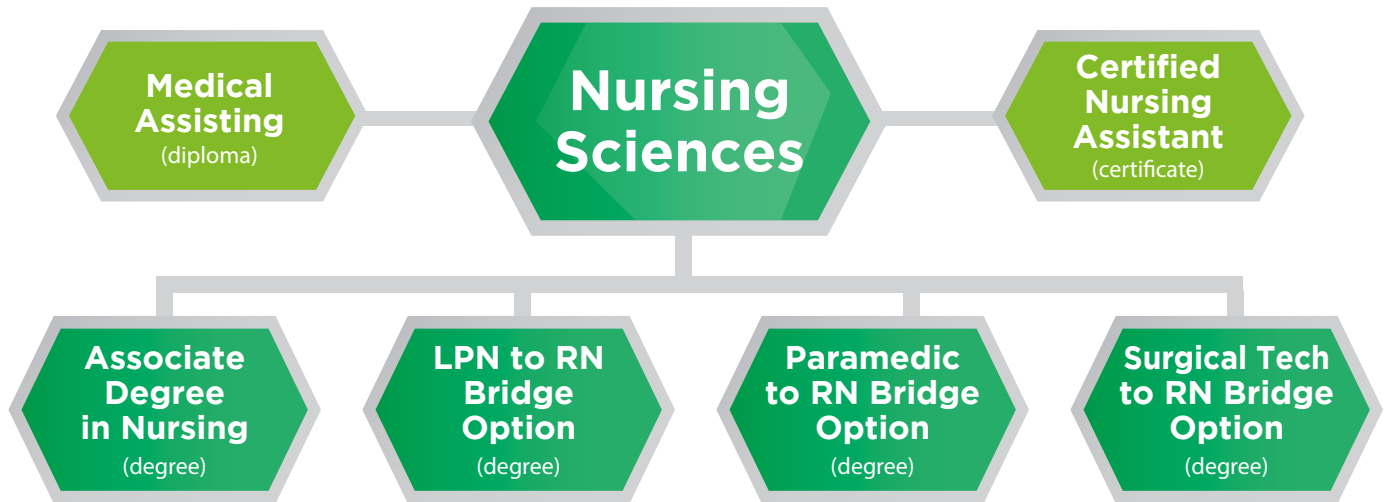 Medical
Assisting
(diploma)
Nursing
Sciences
Certified
Nursing
Assistant
(certificate)
Associate
Degree
in Nursing
(degree)
LPN to RN
Bridge
Option
(degree)
Paramedic
to RN Bridge
Option
(degree)
Surgical Tech
to RN Bridge
Option
(degree)